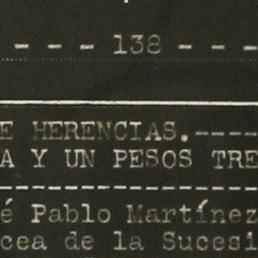 - - - - 138 - - - -
E HERENCIAS.----
A Y UN PESOS TRE
é Pablo Martínez
cea de la Sucesi